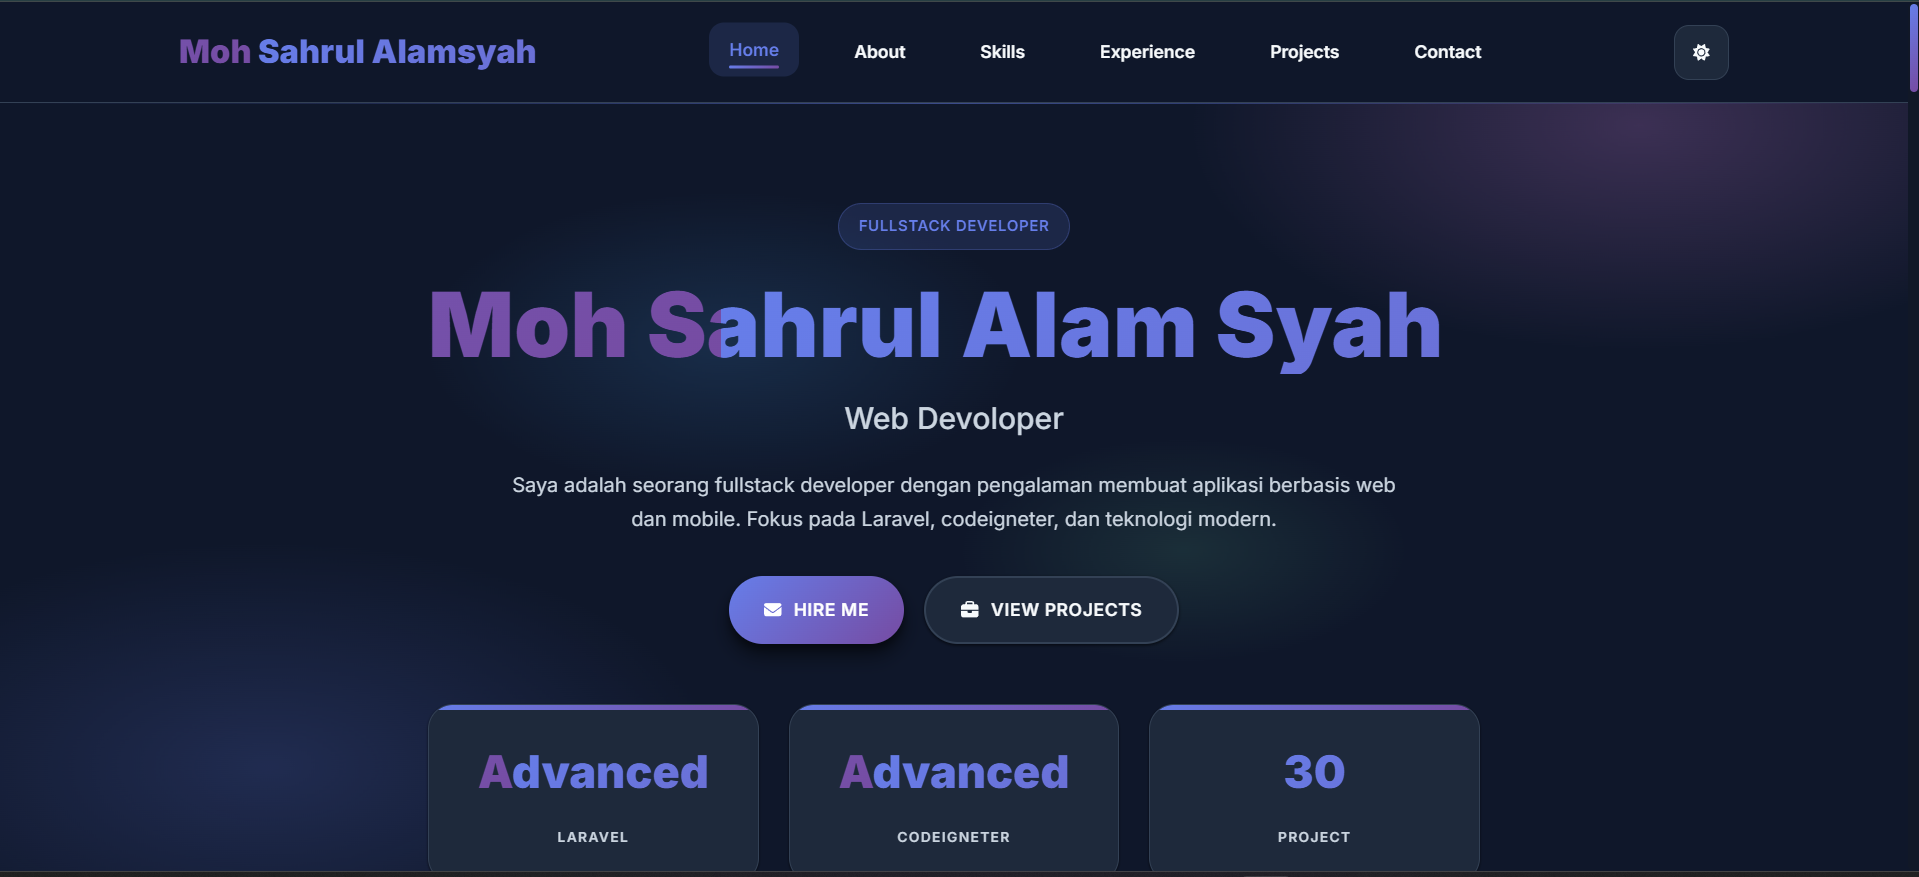 Moh Sahrul Alamsyah
Home About Skills Experience Projects Contact
FULLSTACK DEVELOPER
Moh Sahrul Alam Syah
Web Devoloper
Saya adalah seorang fullstack developer dengan pengalaman membuat aplikasi berbasis web
dan mobile. Fokus pada Laravel, codeigneter, dan teknologi modern.
HIRE ME VIEW PROJECTS
Advanced Advanced 30
LARAVEL CODEIGNETER PROJECT